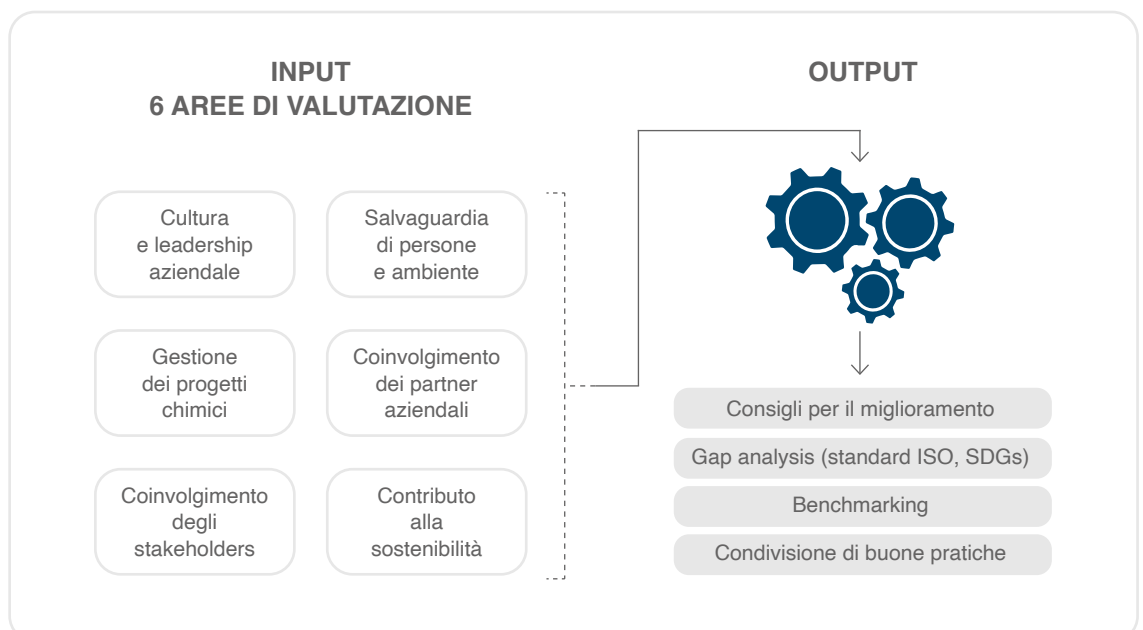 INPUT
6 AREE DI VALUTAZIONE
Cultura
e leadership
aziendale
Salvaguardia
di persone
e ambiente
Gestione
dei progetti
chimici
Coinvolgimento
dei partner
aziendali
Coinvolgimento
degli
stakeholders
Contributo
alla
sostenibilità
OUTPUT
Consigli per il miglioramento
Gap analysis (standard ISO, SDGs)
Benchmarking
Condivisione di buone pratiche